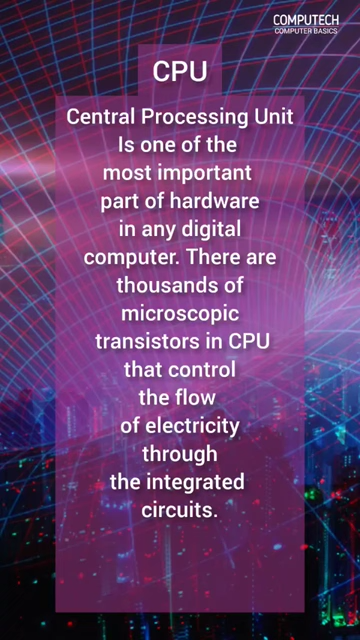 COMPUTECH
COMPUTER BASICS
CPU
Central Processing Unit
Is one of the
most important
part of hardware
in any digital
computer. There are
thousands of
microscopic
transistors in CPU
that control
the flow
of electricity
through
the integrated
circuits.